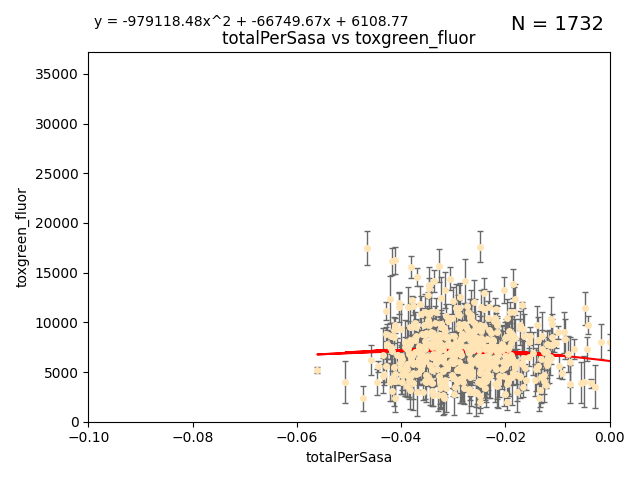 y = -979118.48x^2 + -66749.67x + 6108.77
N = 1732
totalPerSasa vs toxgreen_fluor
35000
30000
25000
20000
15000
10000
5000
0
toxgreen_fluor
−0.10 −0.08 −0.06 −0.04 −0.02 0.00
totalPerSasa